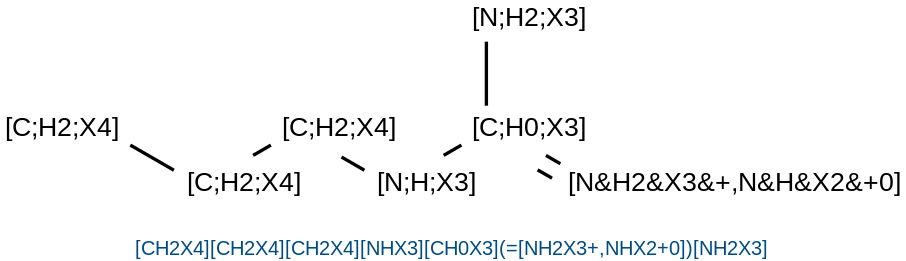 [N;H2;X3]
[C;H2;X4]
[C;H2;X4]
[C;H0;X3]
[C;H2;X4]
[N;H;X3]
[N&H2&X3&+,N&H&X2&+0]
[CH2X4][CH2X4][CH2X4][NHX3][CH0X3](=[NH2X3+,NHX2+0])[NH2X3]